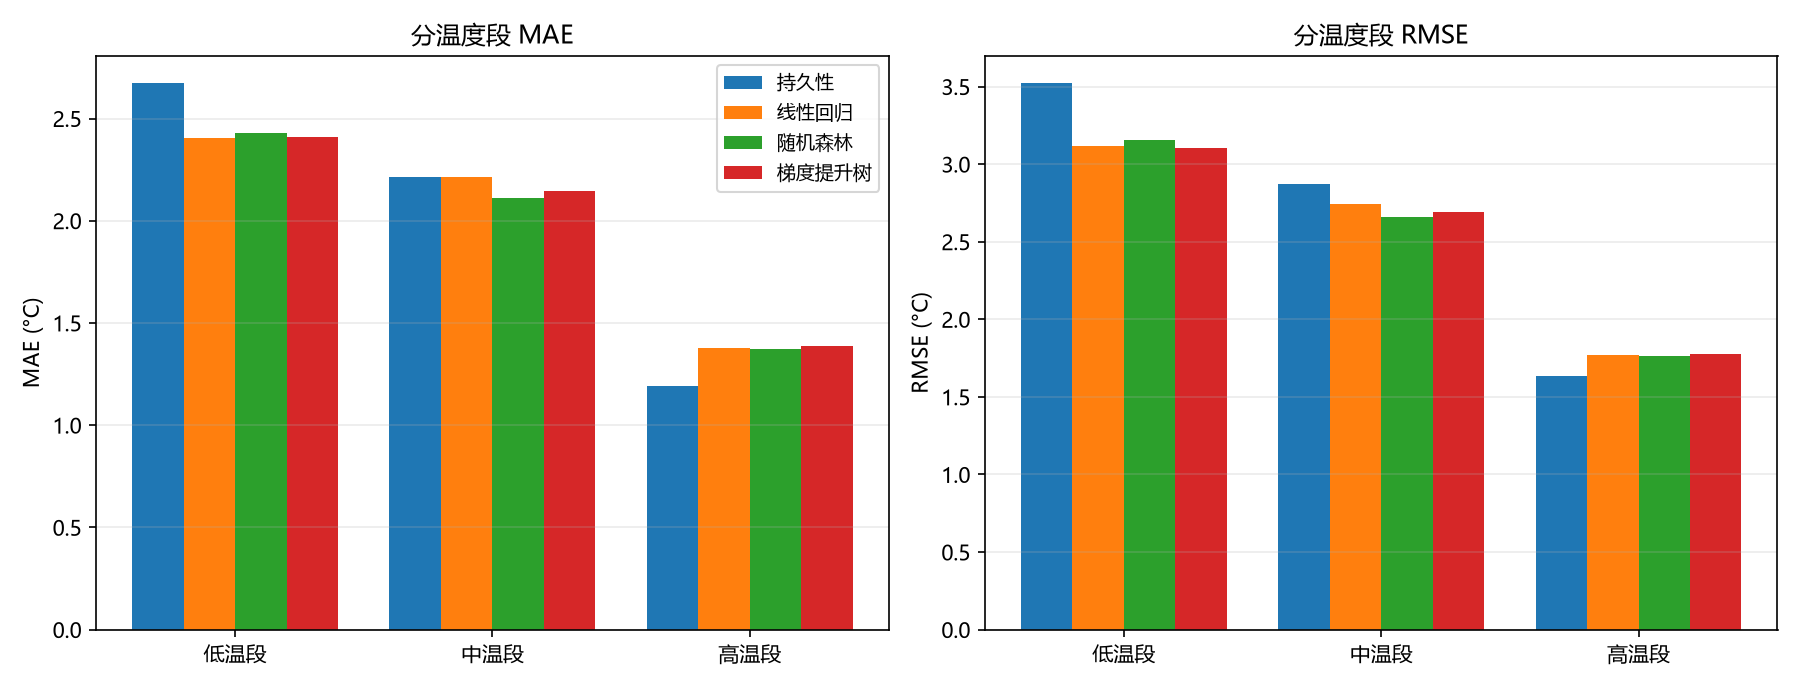 分温度段 MAE
持久性
线性回归
随机森林
梯度提升树
MAE (°C)
2.5
2.0
1.5
1.0
0.5
0.0
低温段
中温段
高温段
分温度段 RMSE
RMSE (°C)
3.5
3.0
2.5
2.0
1.5
1.0
0.5
0.0
低温段
中温段
高温段